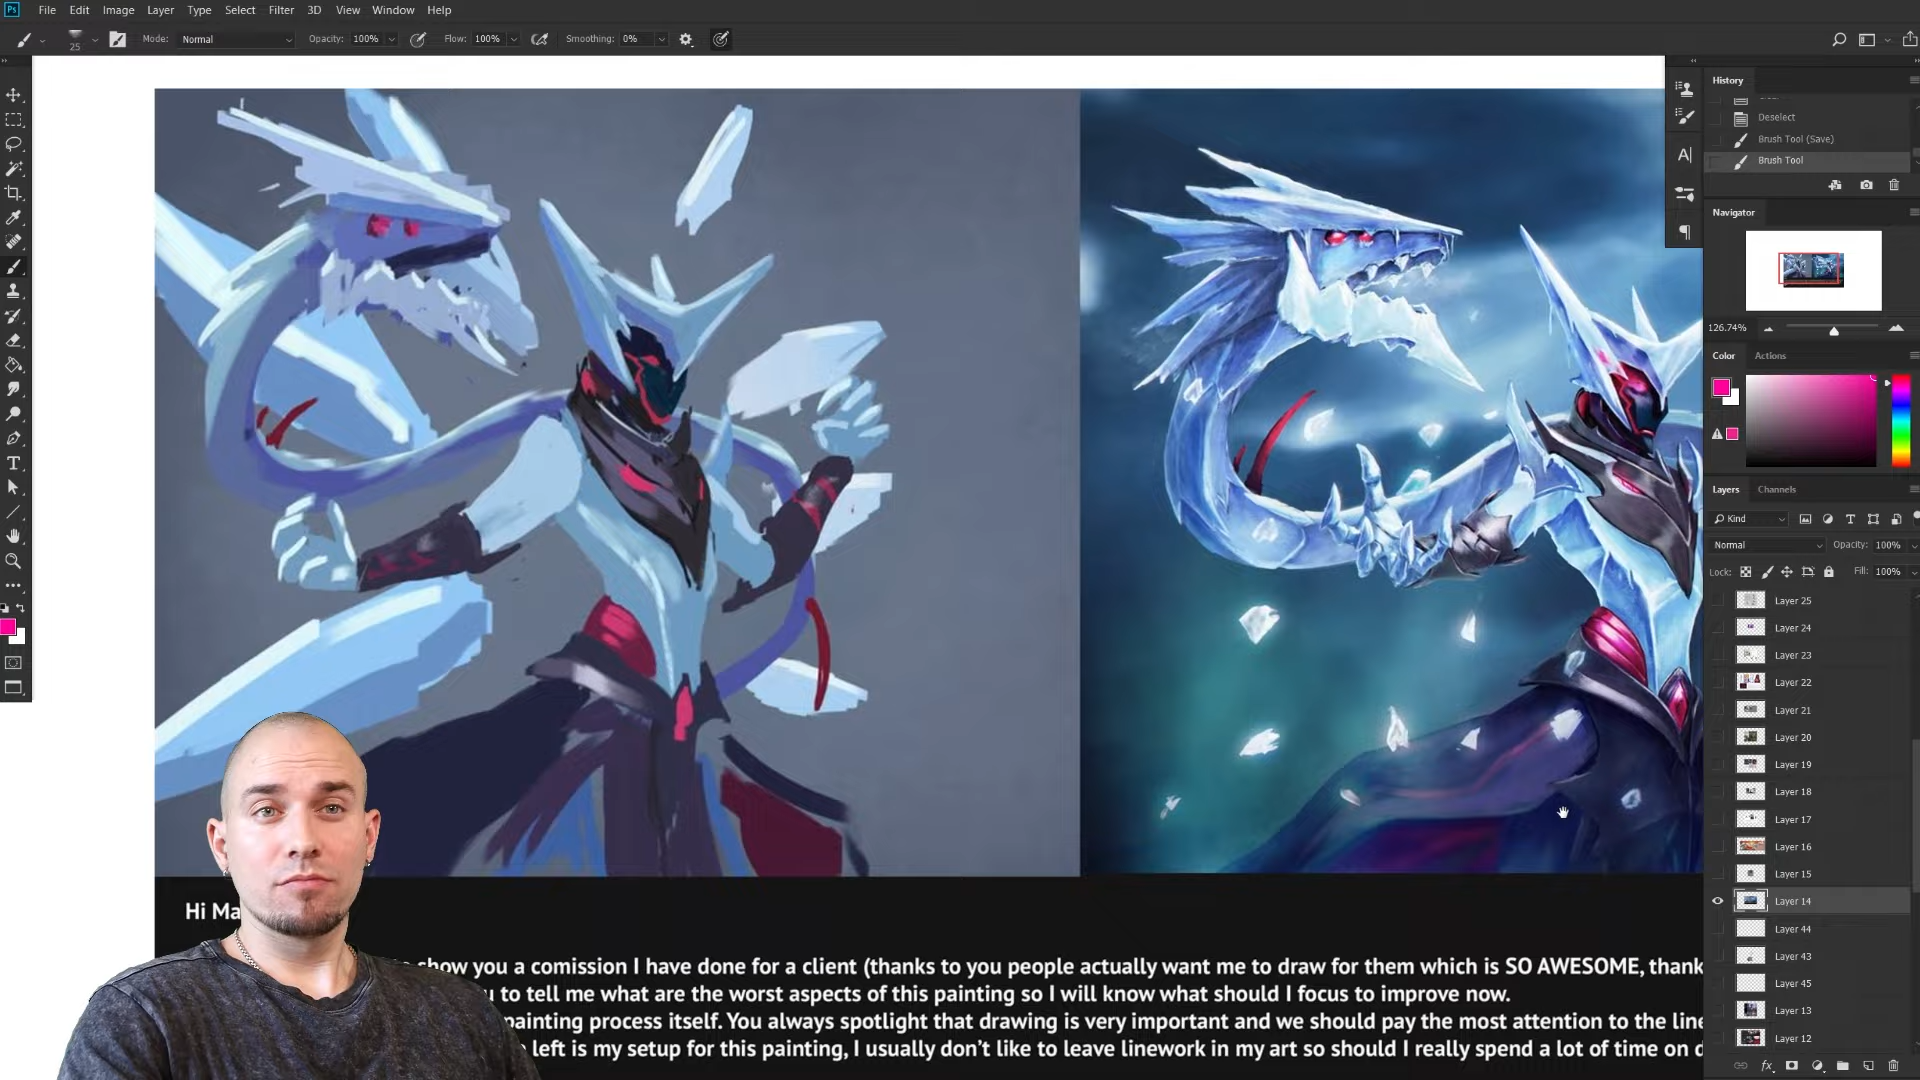 Ps File Edit Image Layer Type Select Filter 3D View Window Help
25 Mode: Normal Opacity: 100% Flow: 100% Smoothing: 0%
History
Deselect
Brush Tool (Save)
Brush Tool
Navigator
126.74%
Color Actions
Layers Channels
Kind
Normal Opacity: 100%
Lock: Fill: 100%
Layer 25
Layer 24
Layer 23
Layer 22
Layer 21
Layer 20
Layer 19
Layer 18
Layer 17
Layer 16
Layer 15
Layer 14
Layer 44
Layer 43
Layer 45
Layer 13
Layer 12
fx
Hi Ma
show you a comission I have done for a client (thanks to you people actually want me to draw for them which is SO AWESOME, thank
to tell me what are the worst aspects of this painting so I will know what should I focus to improve now.
painting process itself. You always spotlight that drawing is very important and we should pay the most attention to the line
left is my setup for this painting, I usually don't like to leave linework in my art so should I really spend a lot of time on d